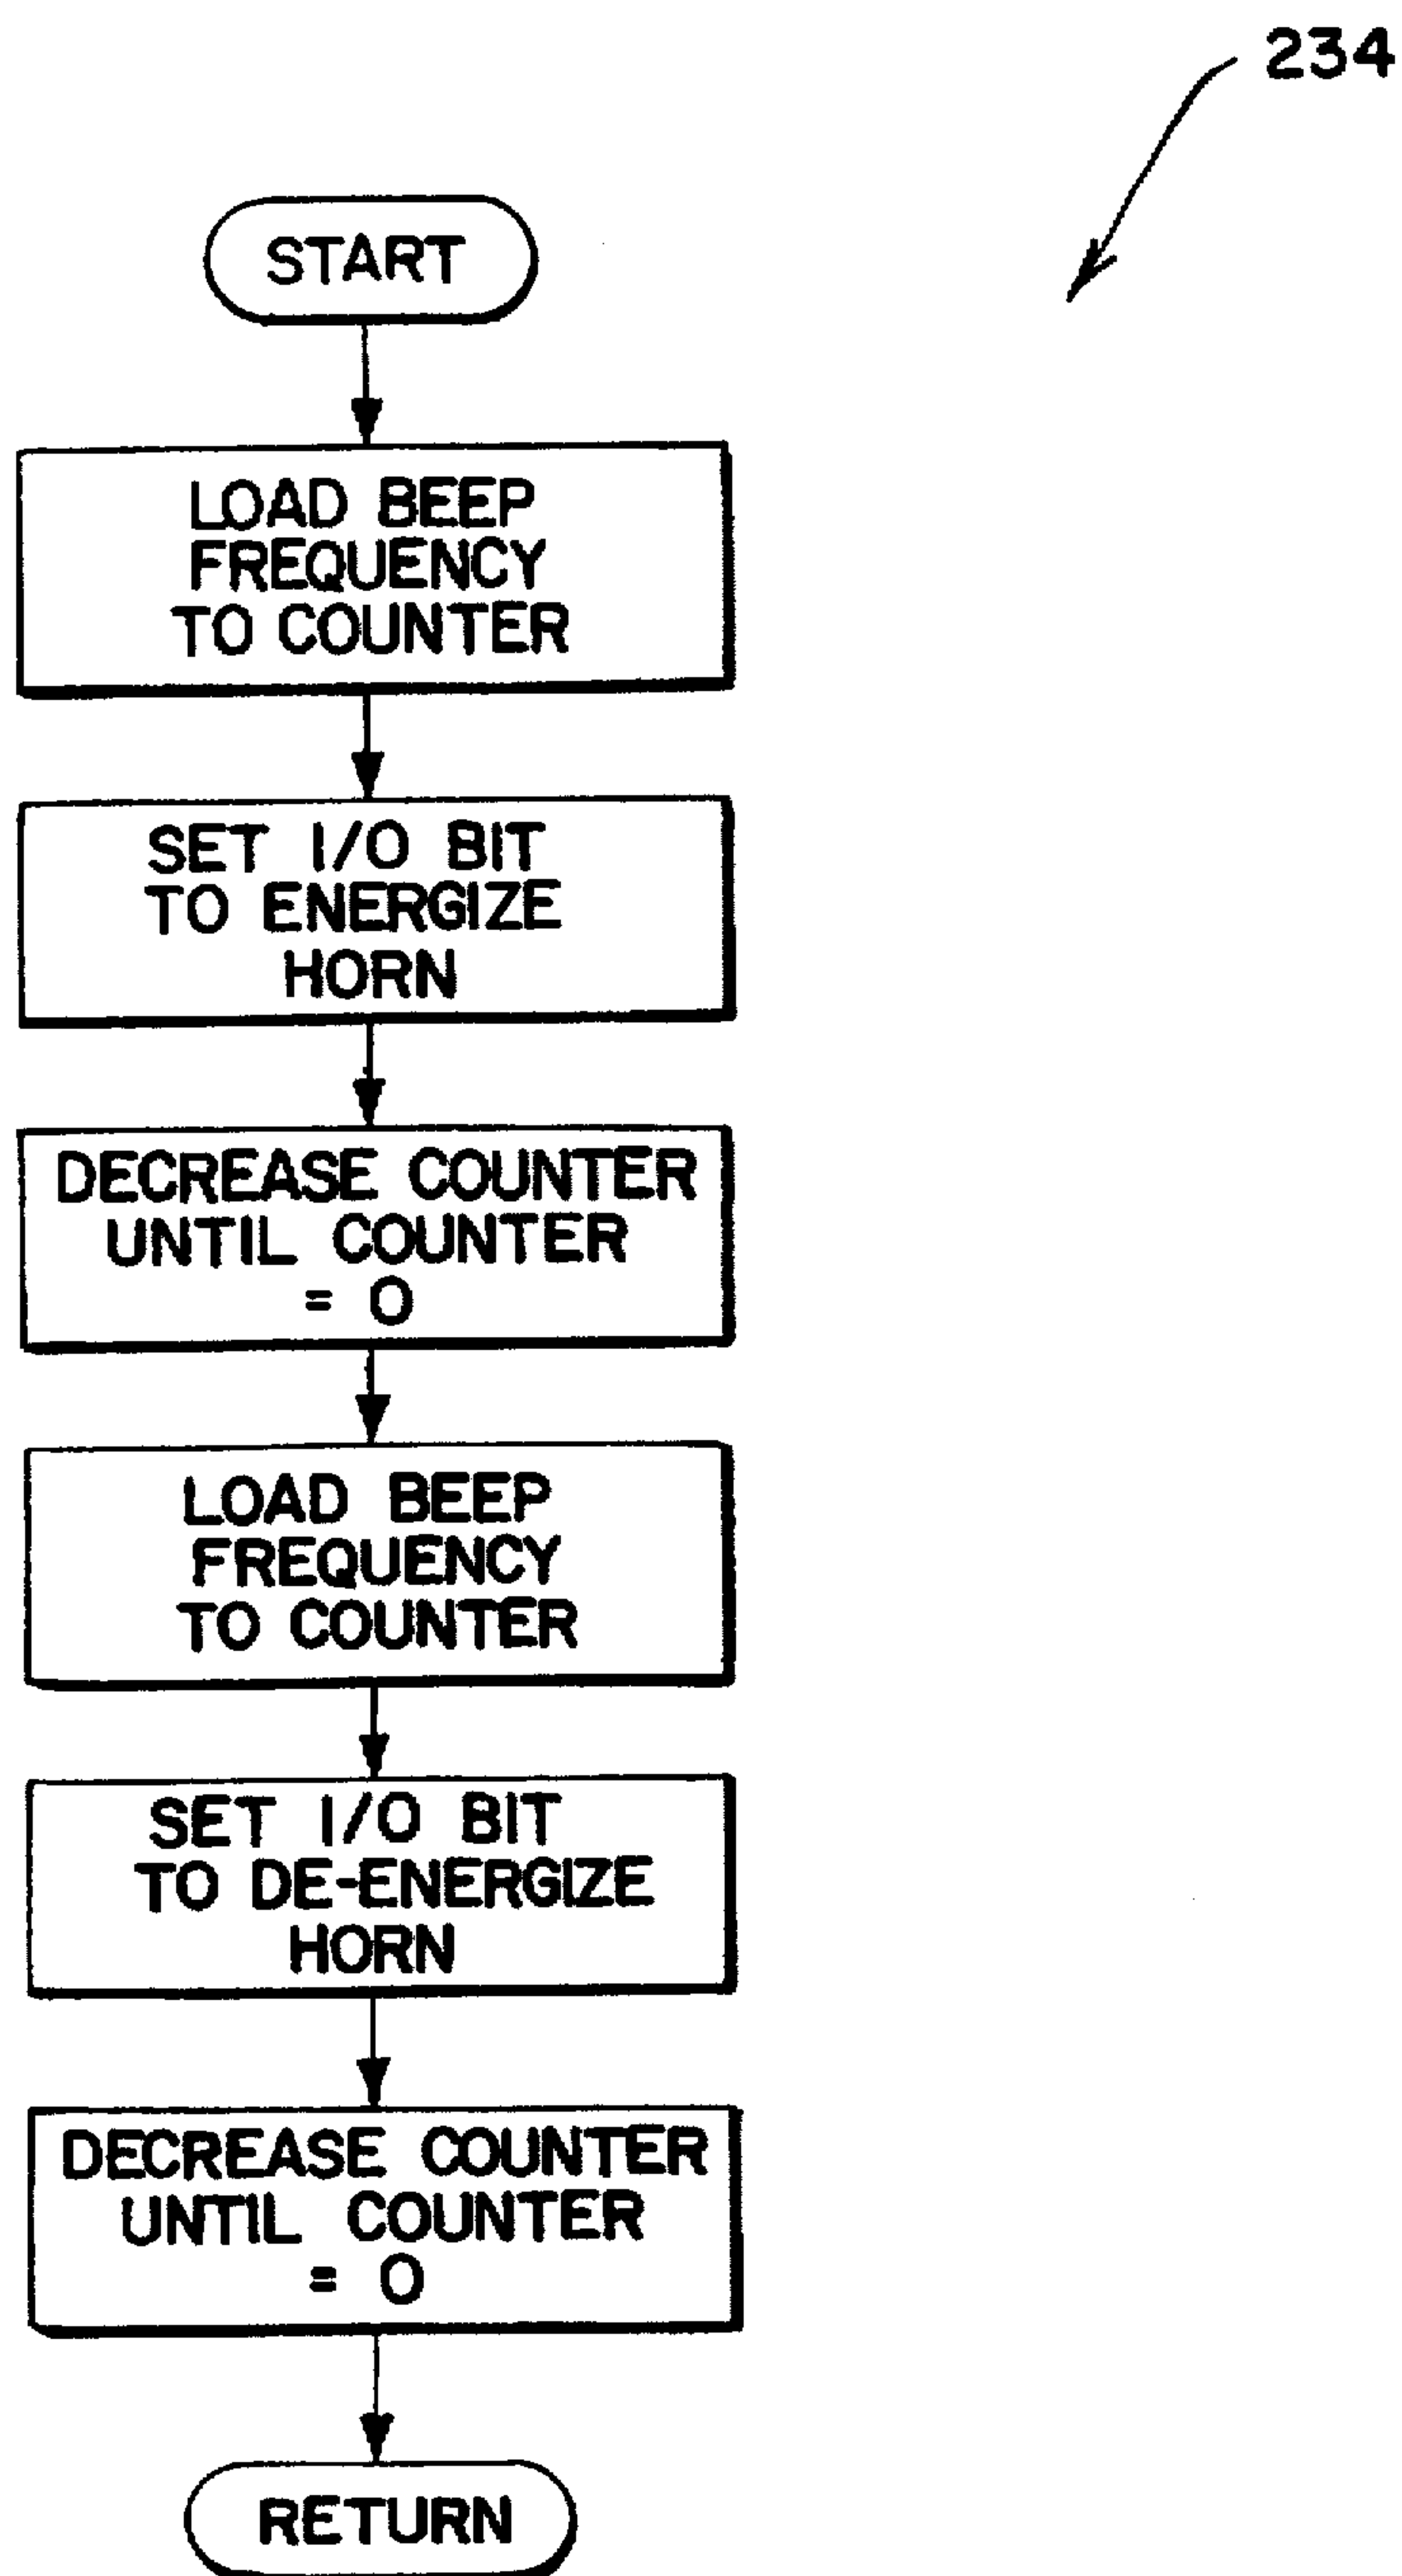 234
START
LOAD BEEP
FREQUENCY
TO COUNTER
SET I/O BIT
TO ENERGIZE
HORN
DECREASE COUNTER
UNTIL COUNTER
= 0
LOAD BEEP
FREQUENCY
TO COUNTER
SET I/O BIT
TO DE-ENERGIZE
HORN
DECREASE COUNTER
UNTIL COUNTER
= 0
RETURN